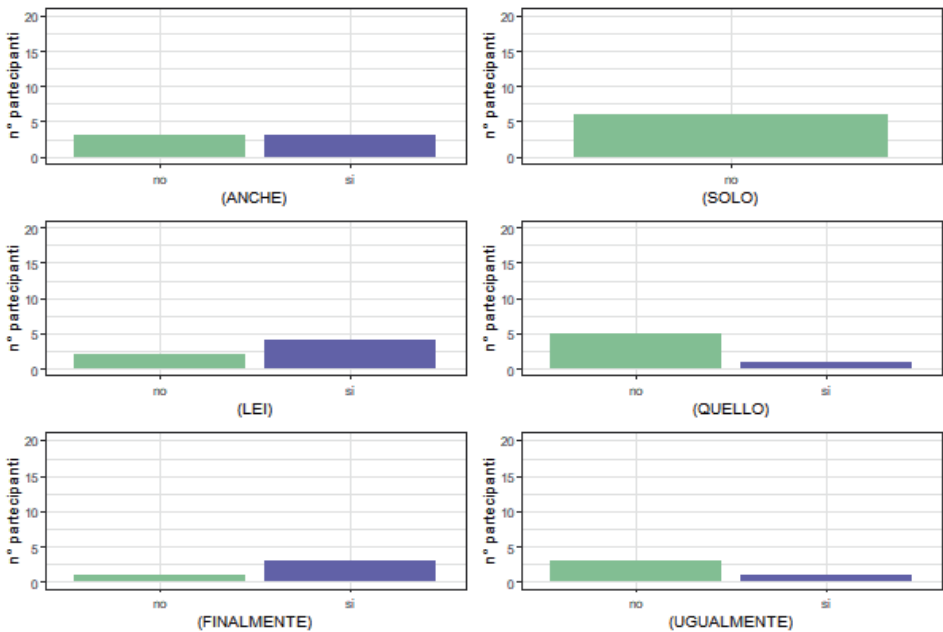 20
15
10
5
0
n° partecipanti
no
si
(ANCHE)
20
15
10
5
0
n° partecipanti
no
(SOLO)
20
15
10
5
0
n° partecipanti
no
si
(LEI)
20
15
10
5
0
n° partecipanti
no
si
(QUELLO)
20
15
10
5
0
n° partecipanti
no
si
(FINALMENTE)
20
15
10
5
0
n° partecipanti
no
si
(UGUALMENTE)